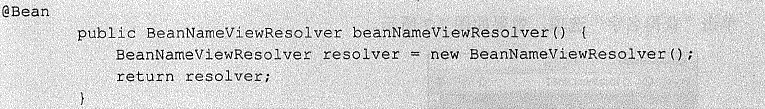 @Bean
public BeanNameViewResolver beanNameViewResolver() {
BeanNameViewResolver resolver = new BeanNameViewResolver();
return resolver;
}